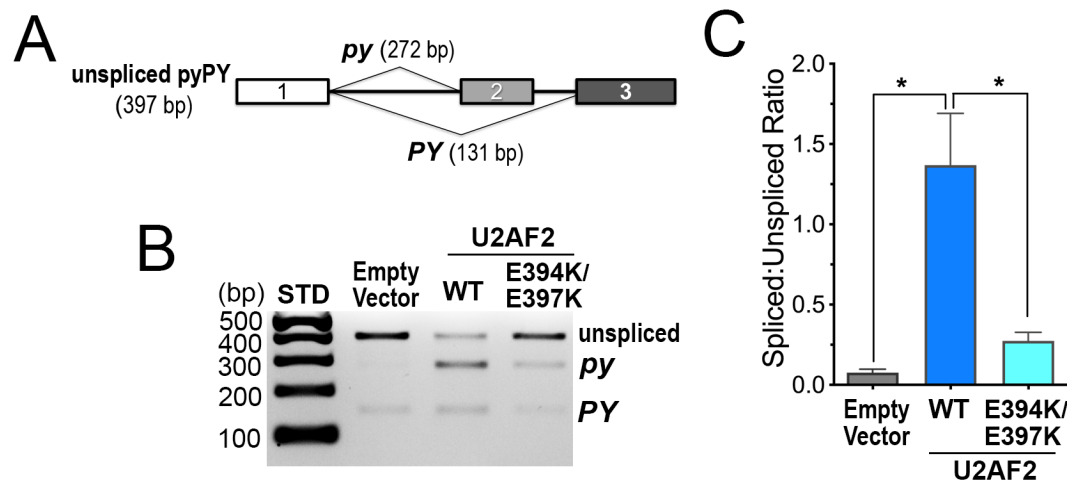 A
unspliced pyPY
(397 bp)
py (272 bp)
1
2
3
PY (131 bp)
B
U2AF2
(bp)
STD
Empty
Vector
WT
E394K/
E397K
500
400
300
200
100
unspliced
py
PY
C
Spliced:Unspliced Ratio
2.0
1.5
1.0
0.5
0.0
*
*
Empty
Vector
WT
E394K/
E397K
U2AF2